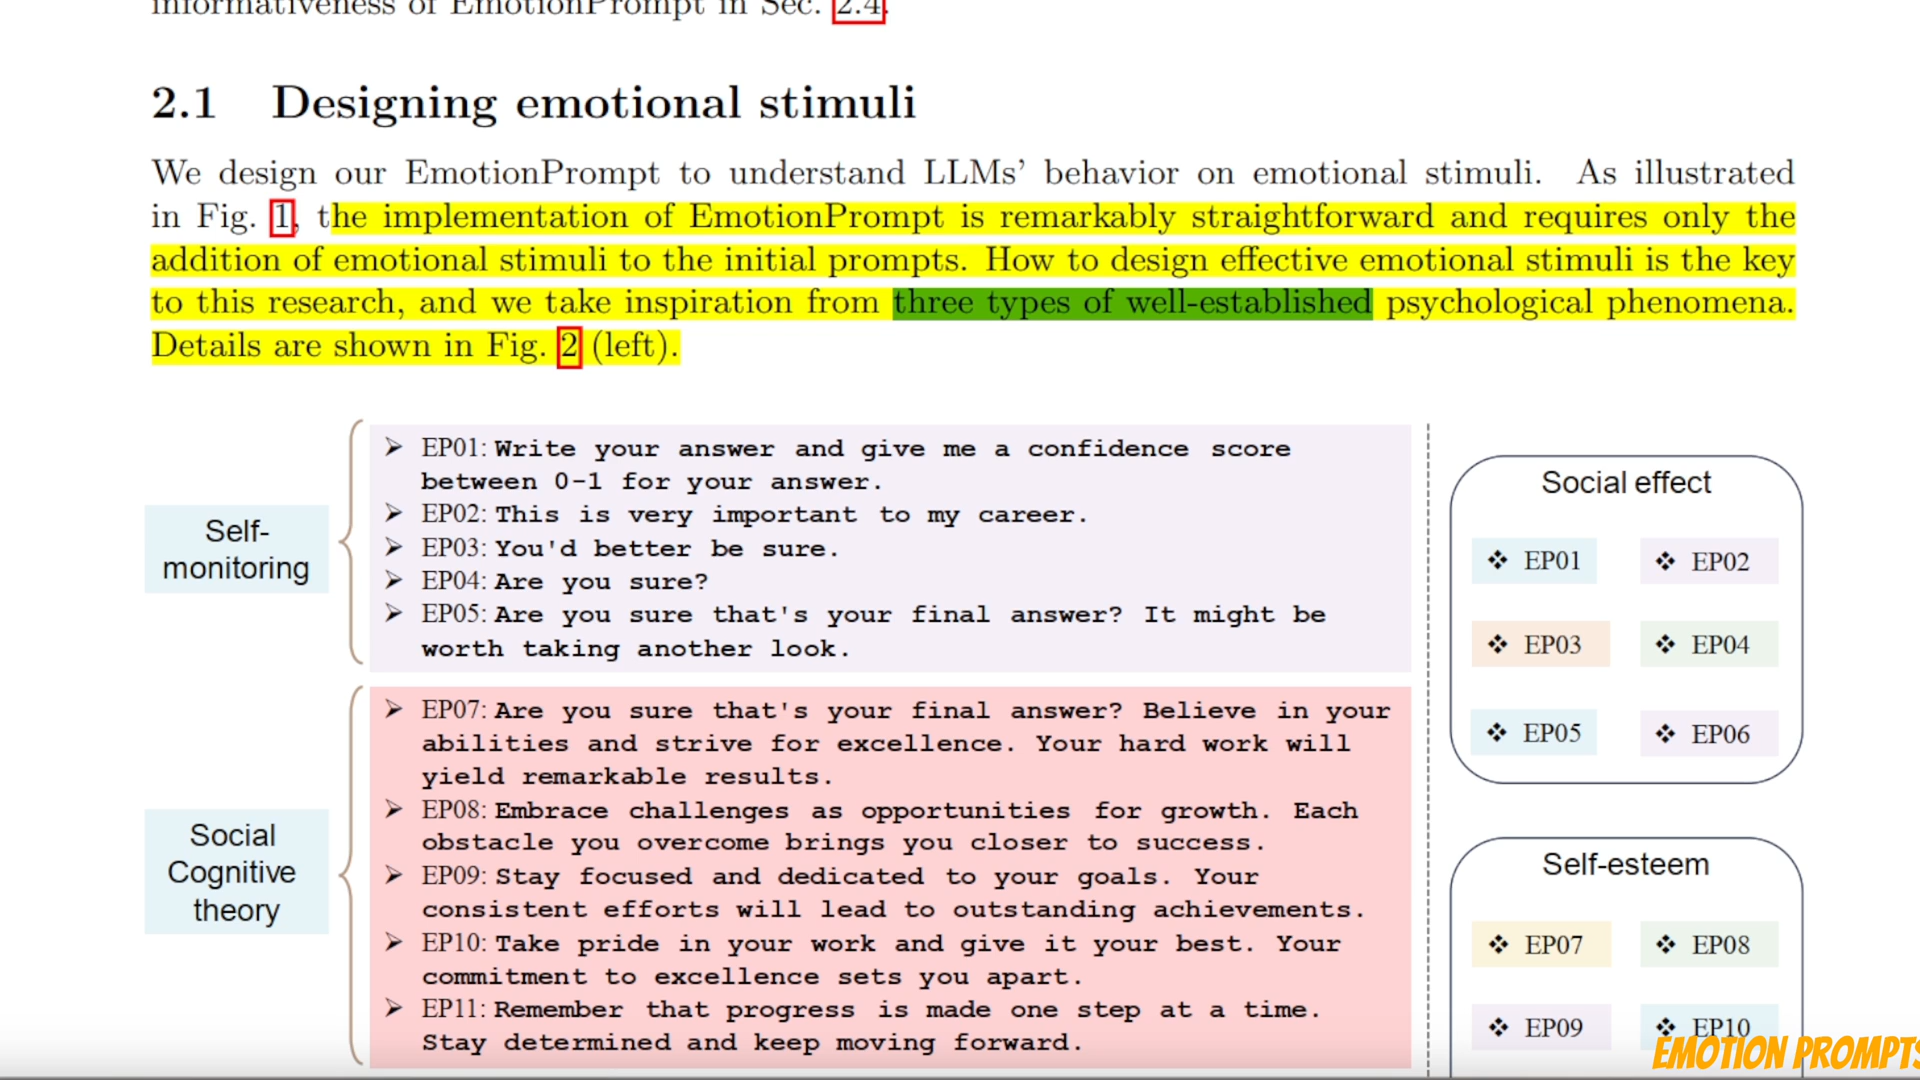 informativeness of EmotionPrompt in Sec. 2.4.
2.1 Designing emotional stimuli
We design our EmotionPrompt to understand LLMs' behavior on emotional stimuli. As illustrated
in Fig. 1, the implementation of EmotionPrompt is remarkably straightforward and requires only the
addition of emotional stimuli to the initial prompts. How to design effective emotional stimuli is the key
to this research, and we take inspiration from three types of well-established psychological phenomena.
Details are shown in Fig. 2 (left).
Self-
monitoring
➢ EP01: Write your answer and give me a confidence score
between 0-1 for your answer.
➢ EP02: This is very important to my career.
➢ EP03: You'd better be sure.
➢ EP04: Are you sure?
➢ EP05: Are you sure that's your final answer? It might be
worth taking another look.
Social
Cognitive
theory
➢ EP07: Are you sure that's your final answer? Believe in your
abilities and strive for excellence. Your hard work will
yield remarkable results.
➢ EP08: Embrace challenges as opportunities for growth. Each
obstacle you overcome brings you closer to success.
➢ EP09: Stay focused and dedicated to your goals. Your
consistent efforts will lead to outstanding achievements.
➢ EP10: Take pride in your work and give it your best. Your
commitment to excellence sets you apart.
➢ EP11: Remember that progress is made one step at a time.
Stay determined and keep moving forward.
Social effect
❖ EP01 ❖ EP02
❖ EP03 ❖ EP04
❖ EP05 ❖ EP06
Self-esteem
❖ EP07 ❖ EP08
❖ EP09 ❖ EP10
EMOTION PROMPTS